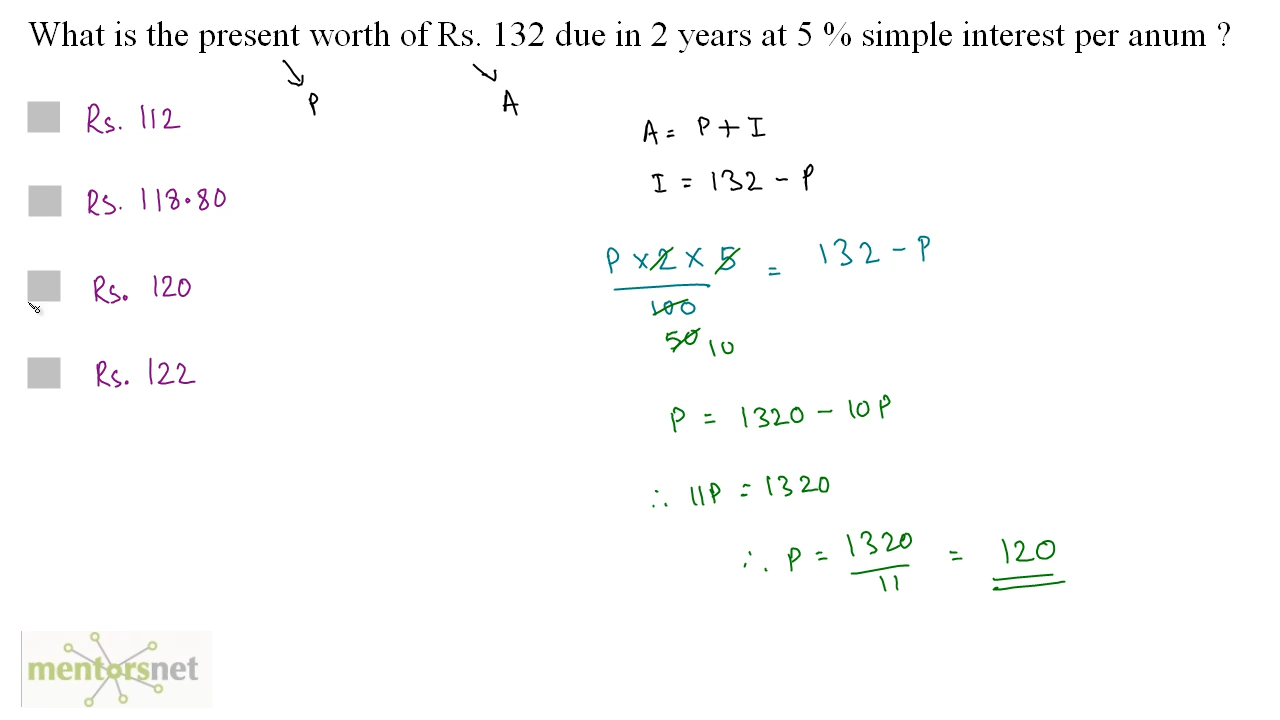 What is the present worth of Rs. 132 due in 2 years at 5 % simple interest per anum ?
P A
Rs. 112
Rs. 118.80
Rs. 120
Rs. 122
A = P + I
I = 132 - P
P × 2 × 5 = 132 - P
100
50 10
P = 1320 - 10P
∴ 11P = 1320
∴ P = 1320 = 120
11
mentorsnet